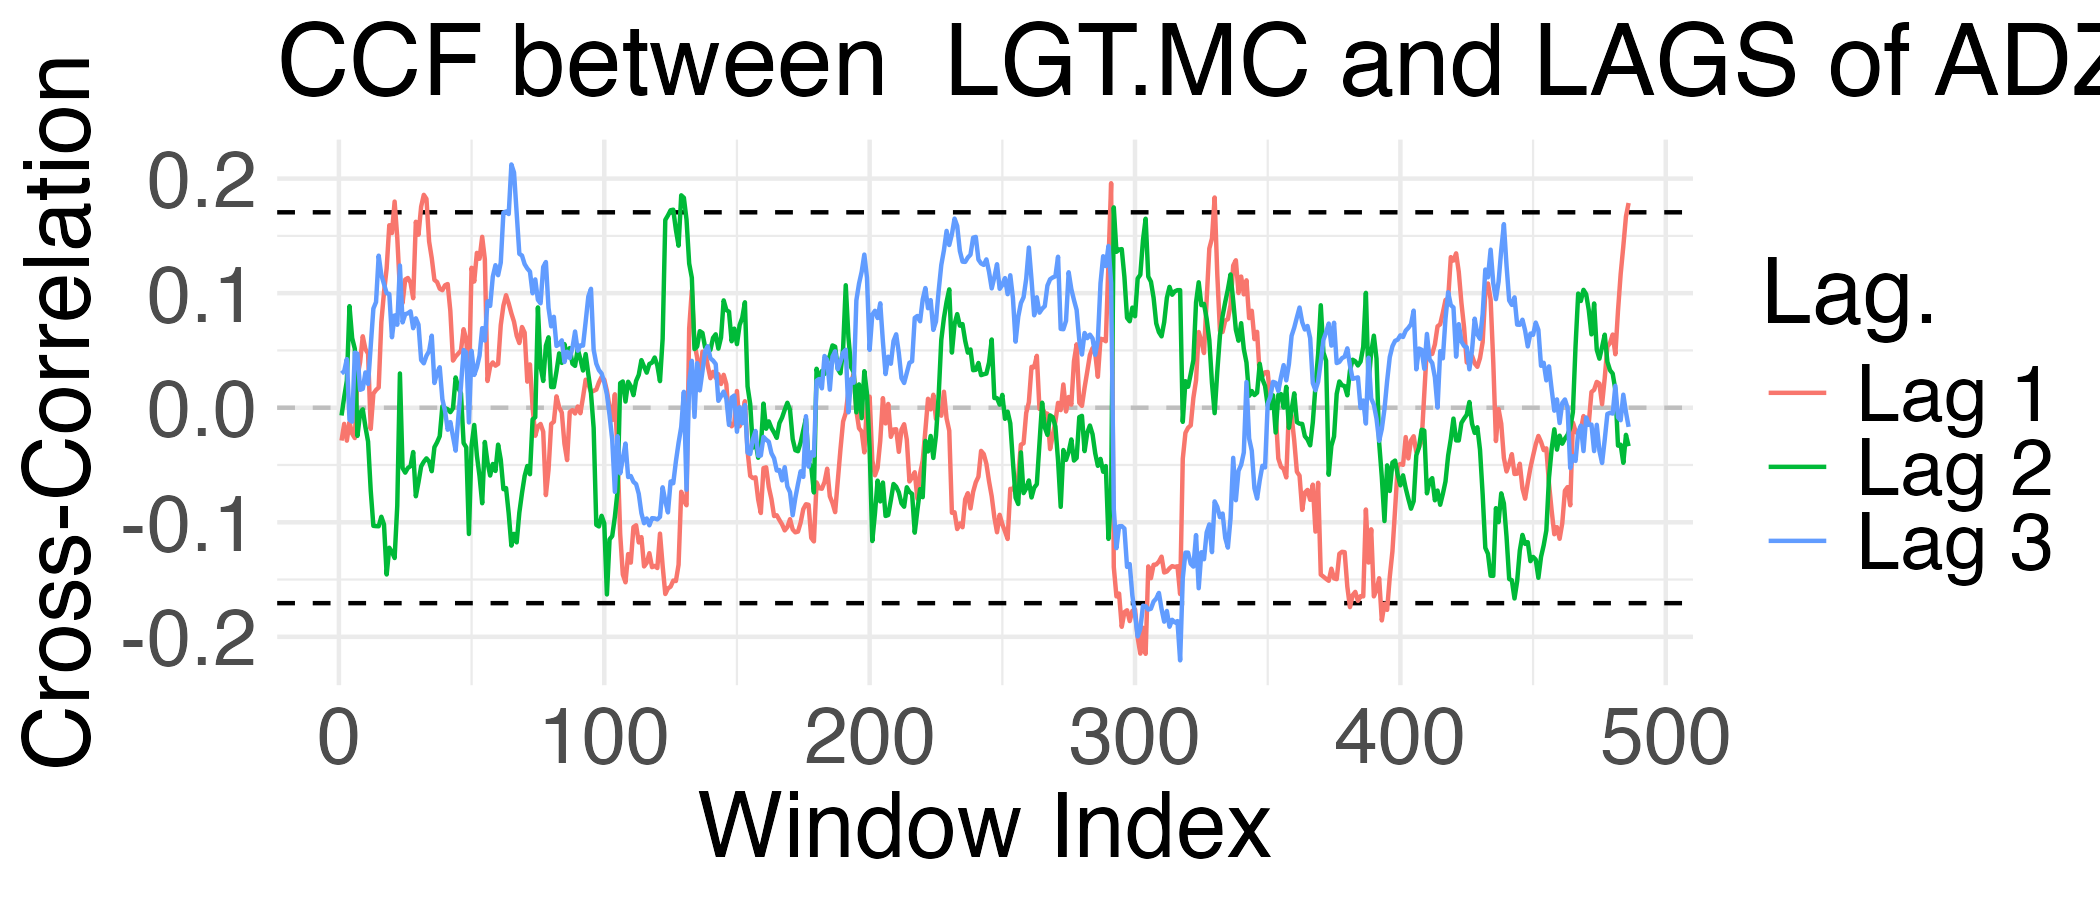 CCF between  LGT.MC and LAGS of ADZ
Cross-Correlation
0.2
0.1
0.0
-0.1
-0.2
0 100 200 300 400 500
Window Index
Lag.
Lag 1
Lag 2
Lag 3